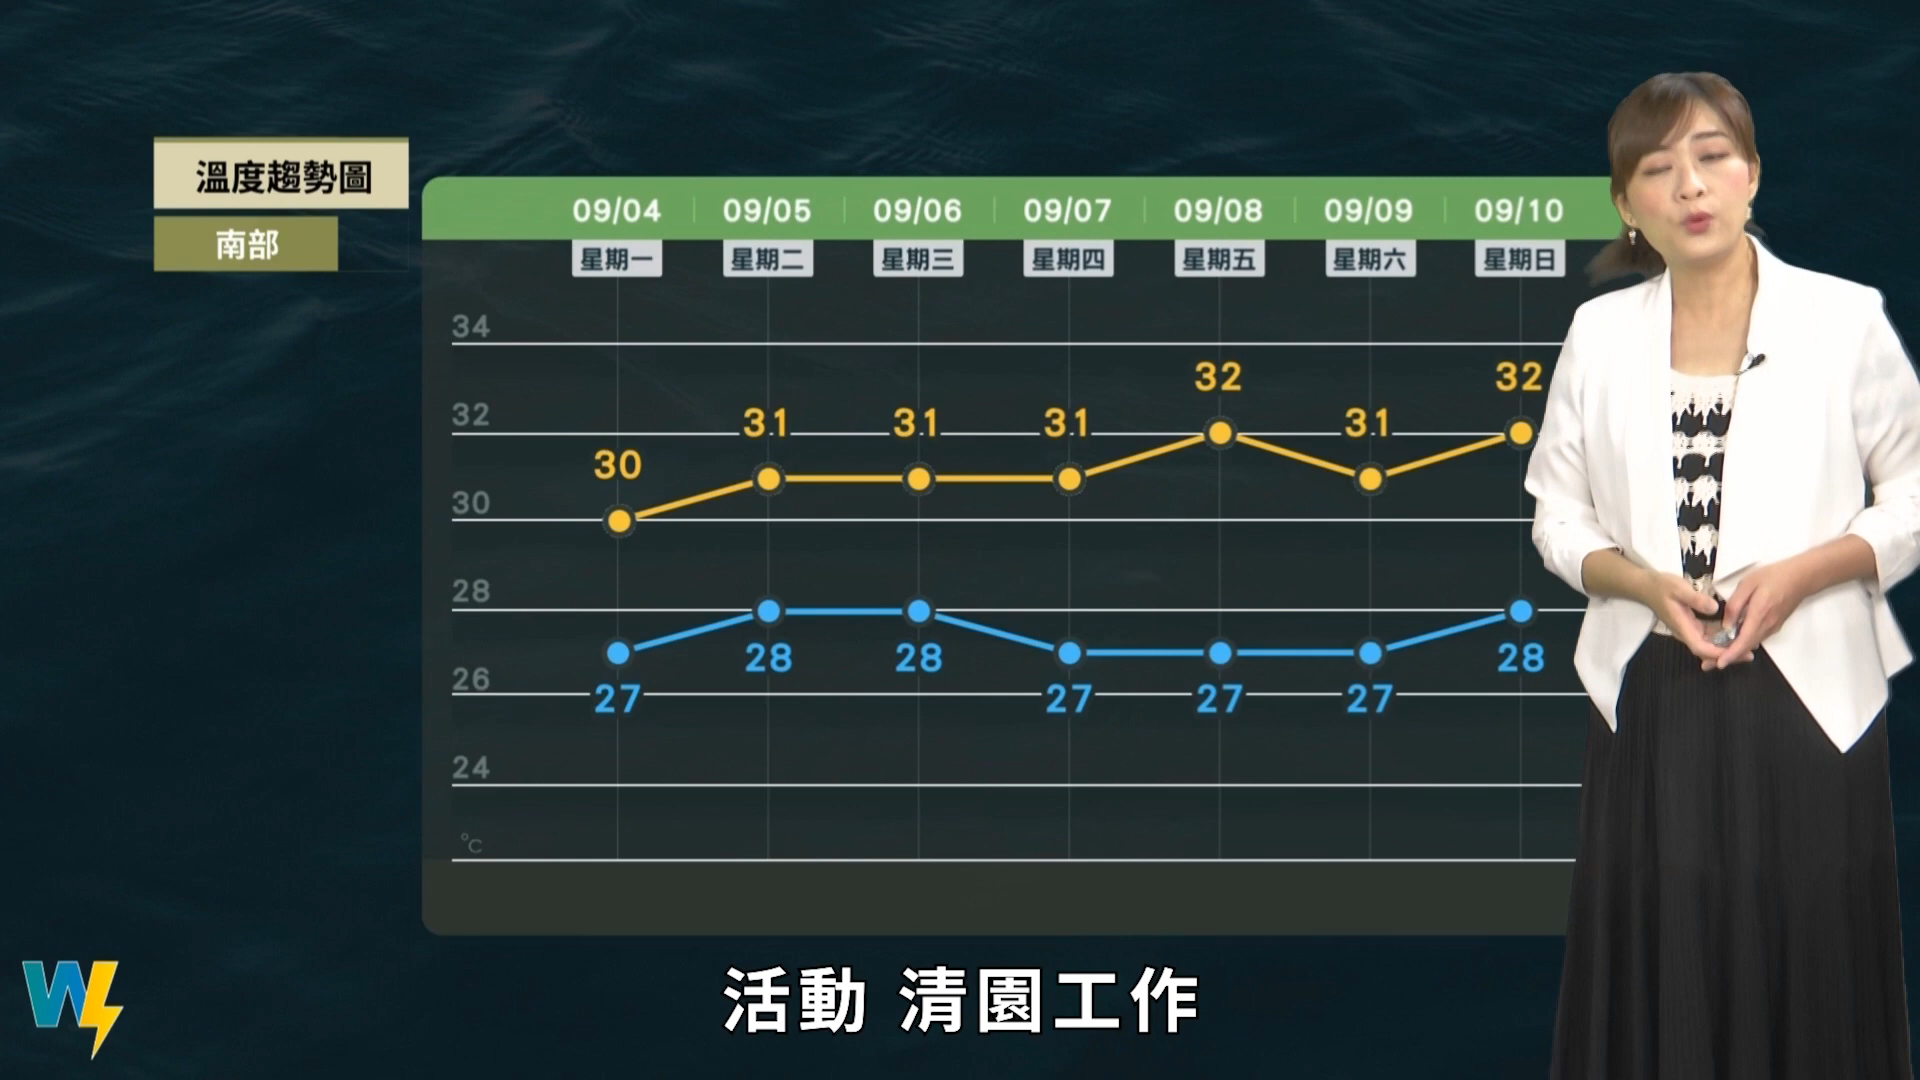 溫度趨勢圖
南部
09/04 09/05 09/06 09/07 09/08 09/09 09/10
星期一 星期二 星期三 星期四 星期五 星期六 星期日
34
32 32
32
31 31 31 31
30
30
28
28 28 28
26
27 27 27 27
24
°C
活動 清園工作
W